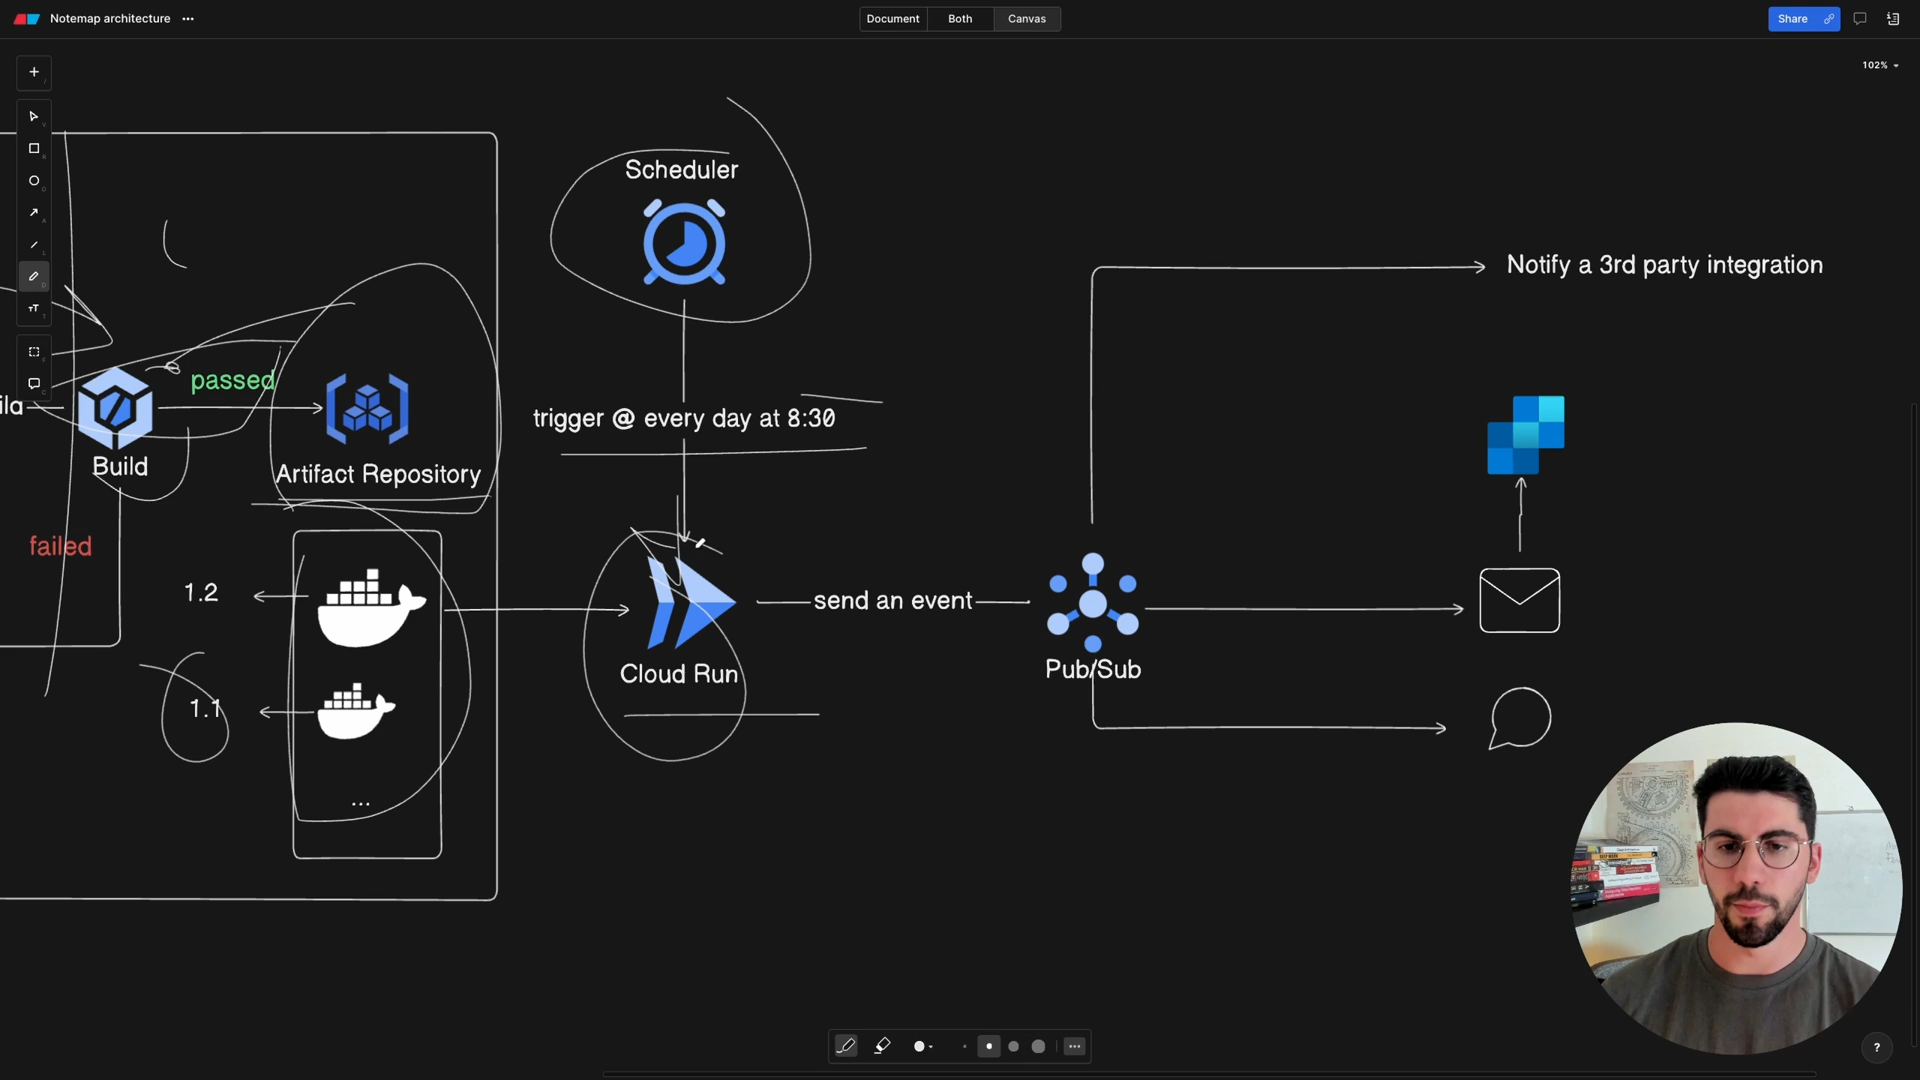 Notemap architecture
Document
Both
Canvas
Share
102%
Scheduler
Notify a 3rd party integration
passed
trigger @ every day at 8:30
Build
Artifact Repository
failed
1.2
send an event
Cloud Run
Pub/Sub
1.1
...
?